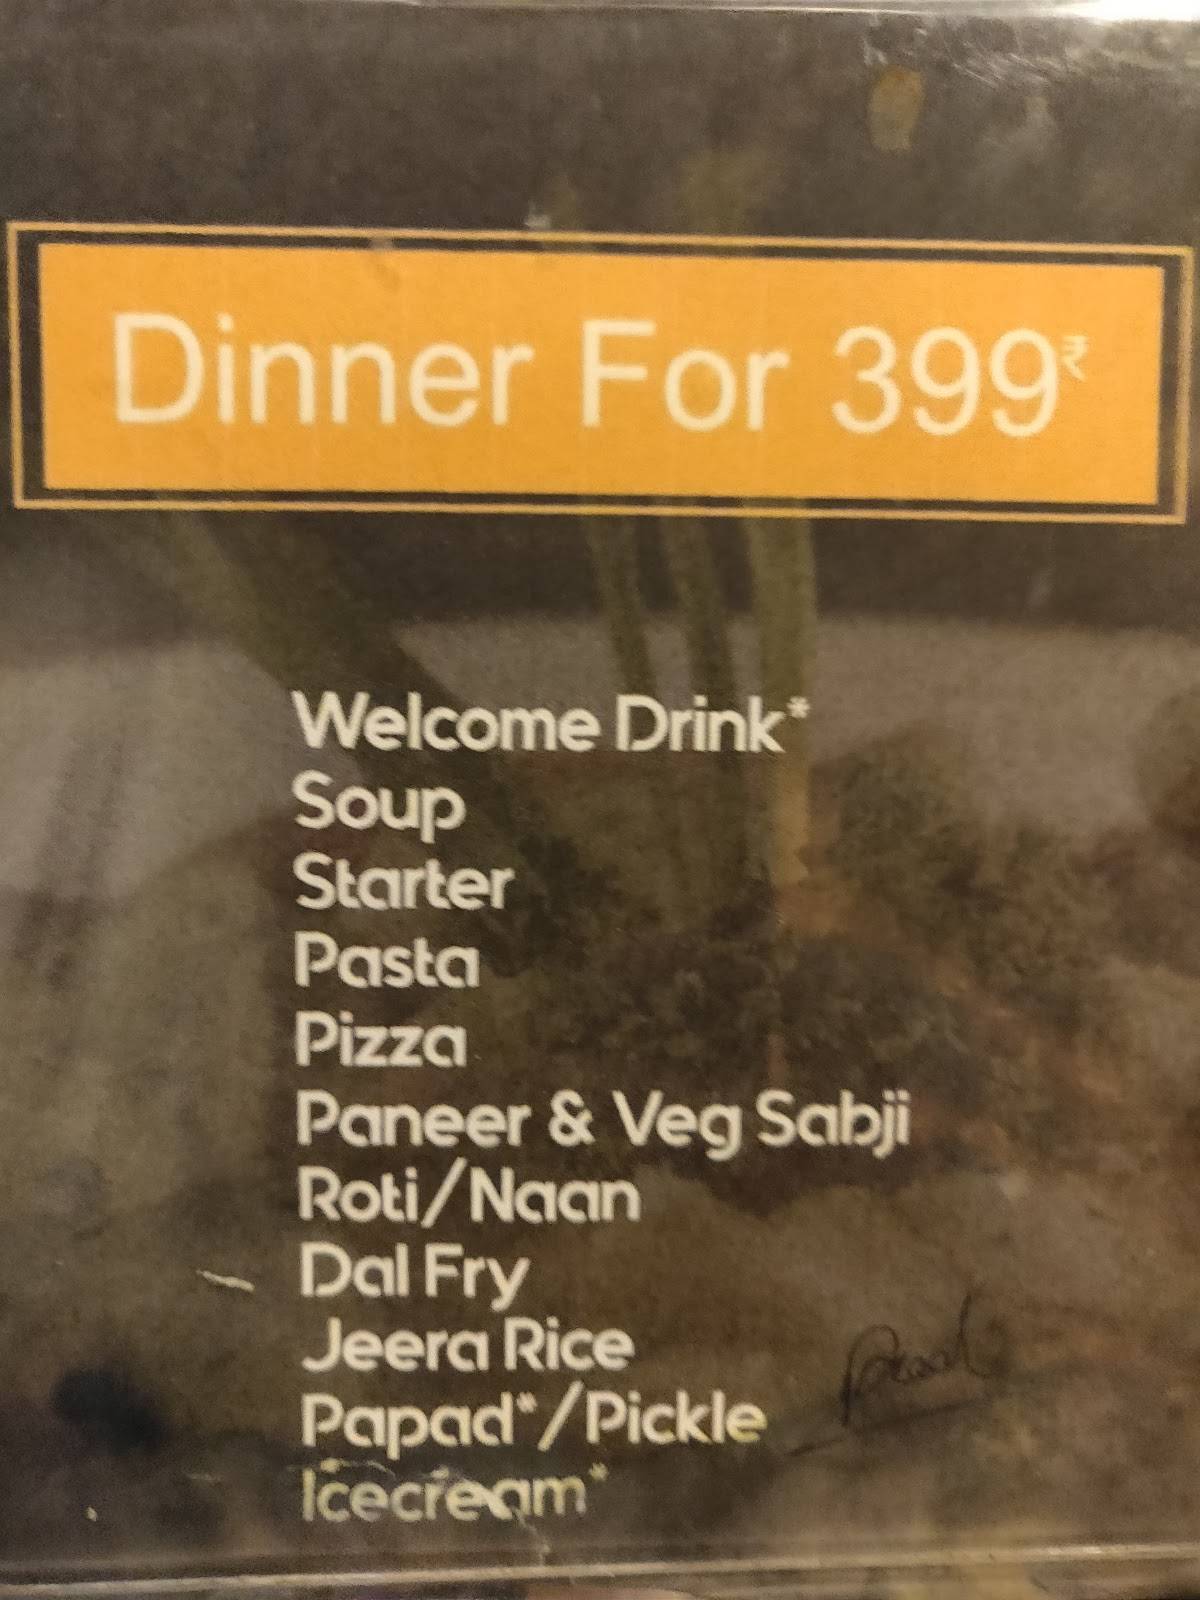 Dinner For 399₹
Welcome Drink*
Soup
Starter
Pasta
Pizza
Paneer & Veg Sabji
Roti/Naan
Dal Fry
Jeera Rice
Papad*/Pickle
Icecream*